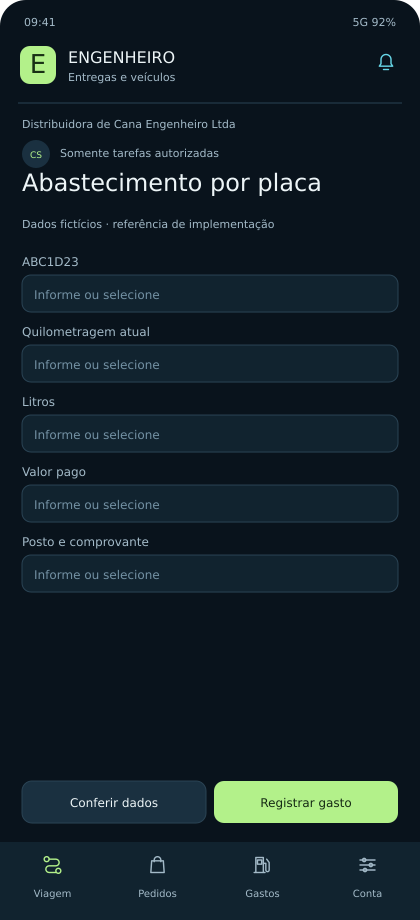 09:41 5G 92%
E ENGENHEIRO
Entregas e veículos
Distribuidora de Cana Engenheiro Ltda
CS Somente tarefas autorizadas
Abastecimento por placa
Dados fictícios · referência de implementação
ABC1D23
Informe ou selecione
Quilometragem atual
Informe ou selecione
Litros
Informe ou selecione
Valor pago
Informe ou selecione
Posto e comprovante
Informe ou selecione
Conferir dados Registrar gasto
Viagem Pedidos Gastos Conta